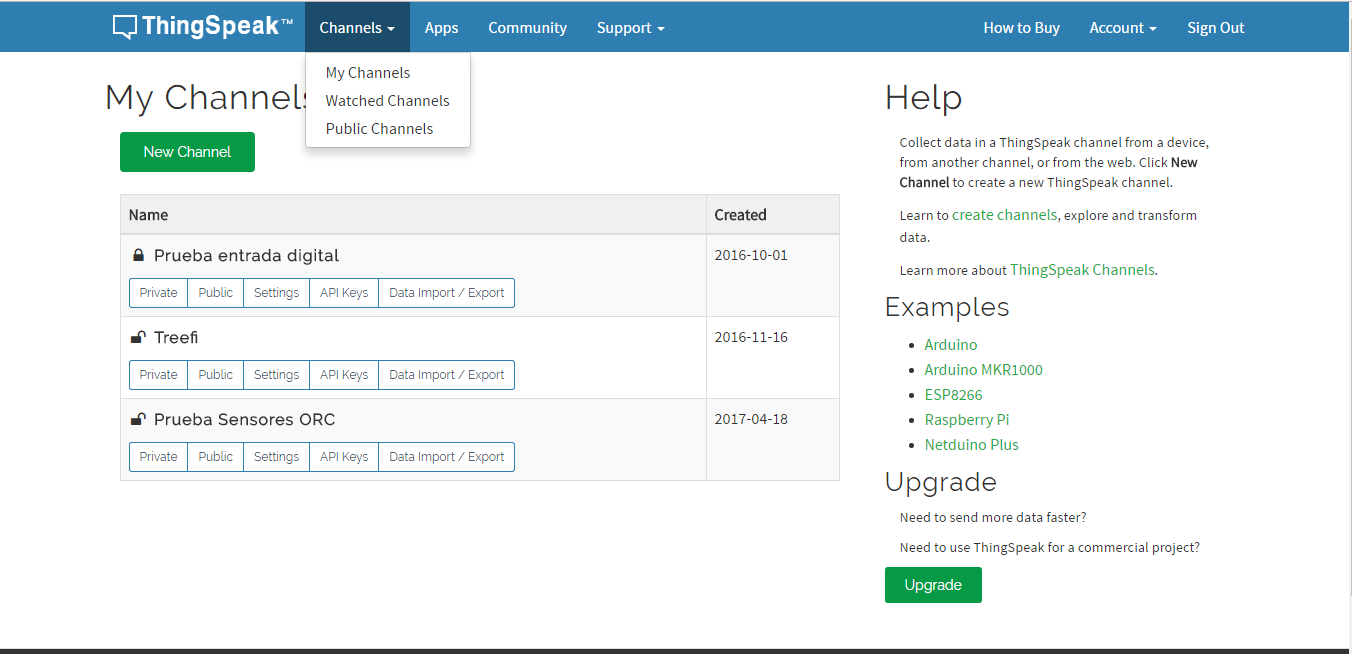 ThingSpeak™ Channels Apps Community Support How to Buy Account Sign Out
My Channels
Watched Channels
Public Channels
My Channels
New Channel
Name Created
Prueba entrada digital 2016-10-01
Private Public Settings API Keys Data Import / Export
Treefi 2016-11-16
Private Public Settings API Keys Data Import / Export
Prueba Sensores ORC 2017-04-18
Private Public Settings API Keys Data Import / Export
Help
Collect data in a ThingSpeak channel from a device,
from another channel, or from the web. Click New
Channel to create a new ThingSpeak channel.
Learn to create channels, explore and transform
data.
Learn more about ThingSpeak Channels.
Examples
Arduino
Arduino MKR1000
ESP8266
Raspberry Pi
Netduino Plus
Upgrade
Need to send more data faster?
Need to use ThingSpeak for a commercial project?
Upgrade